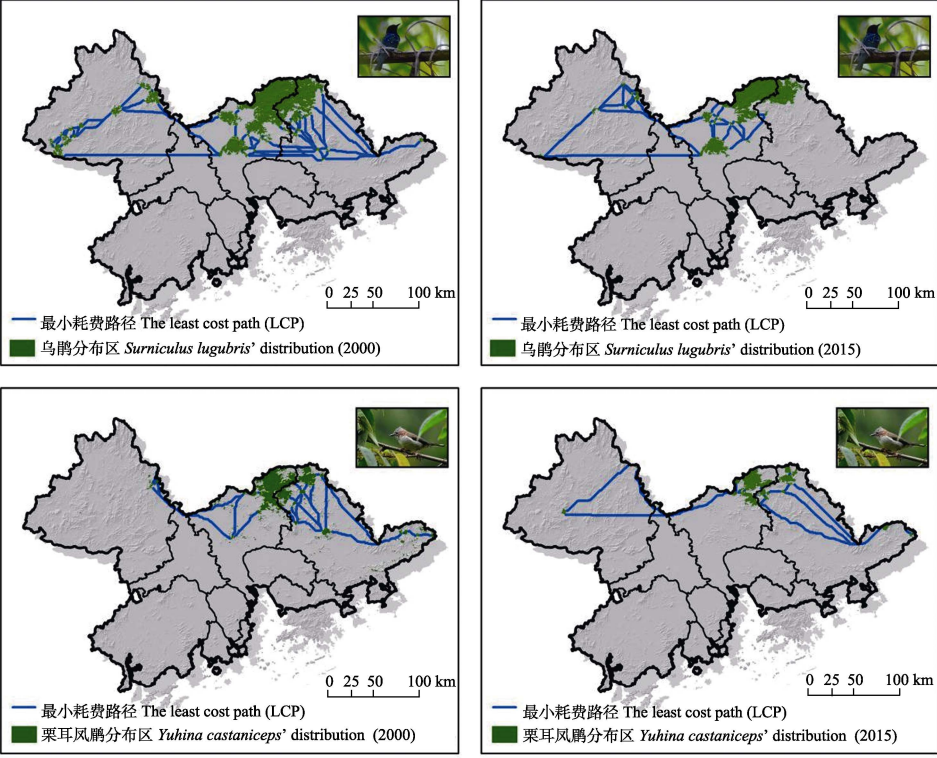 0 25 50 100 km
最小耗费路径 The least cost path (LCP)
乌鹃分布区 Surniculus lugubris’ distribution (2000)
0 25 50 100 km
最小耗费路径 The least cost path (LCP)
乌鹃分布区 Surniculus lugubris’ distribution (2015)
0 25 50 100 km
最小耗费路径 The least cost path (LCP)
栗耳凤鹛分布区 Yuhina castaniceps’ distribution (2000)
0 25 50 100 km
最小耗费路径 The least cost path (LCP)
栗耳凤鹛分布区 Yuhina castaniceps’ distribution (2015)